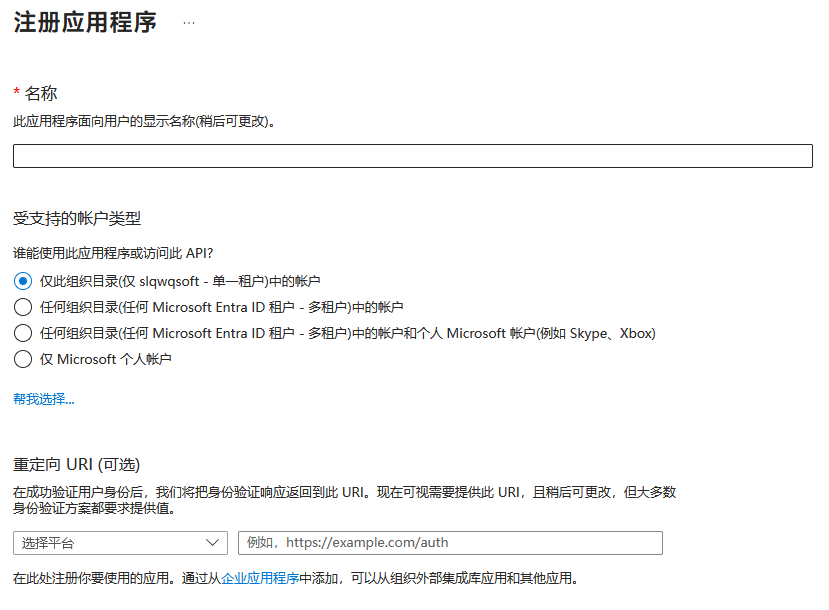 注册应用程序 ···
* 名称
此应用程序面向用户的显示名称(稍后可更改)。
受支持的帐户类型
谁能使用此应用程序或访问此 API?
仅此组织目录(仅 slqwqsoft - 单一租户)中的帐户
任何组织目录(任何 Microsoft Entra ID 租户 - 多租户)中的帐户
任何组织目录(任何 Microsoft Entra ID 租户 - 多租户)中的帐户和个人 Microsoft 帐户(例如 Skype、Xbox)
仅 Microsoft 个人帐户
帮我选择...
重定向 URI (可选)
在成功验证用户身份后，我们将把身份验证响应返回到此 URI。现在可视需要提供此 URI，且稍后可更改，但大多数
身份验证方案都要求提供值。
选择平台 例如，https://example.com/auth
在此处注册你要使用的应用。通过从企业应用程序中添加，可以从组织外部集成库应用和其他应用。